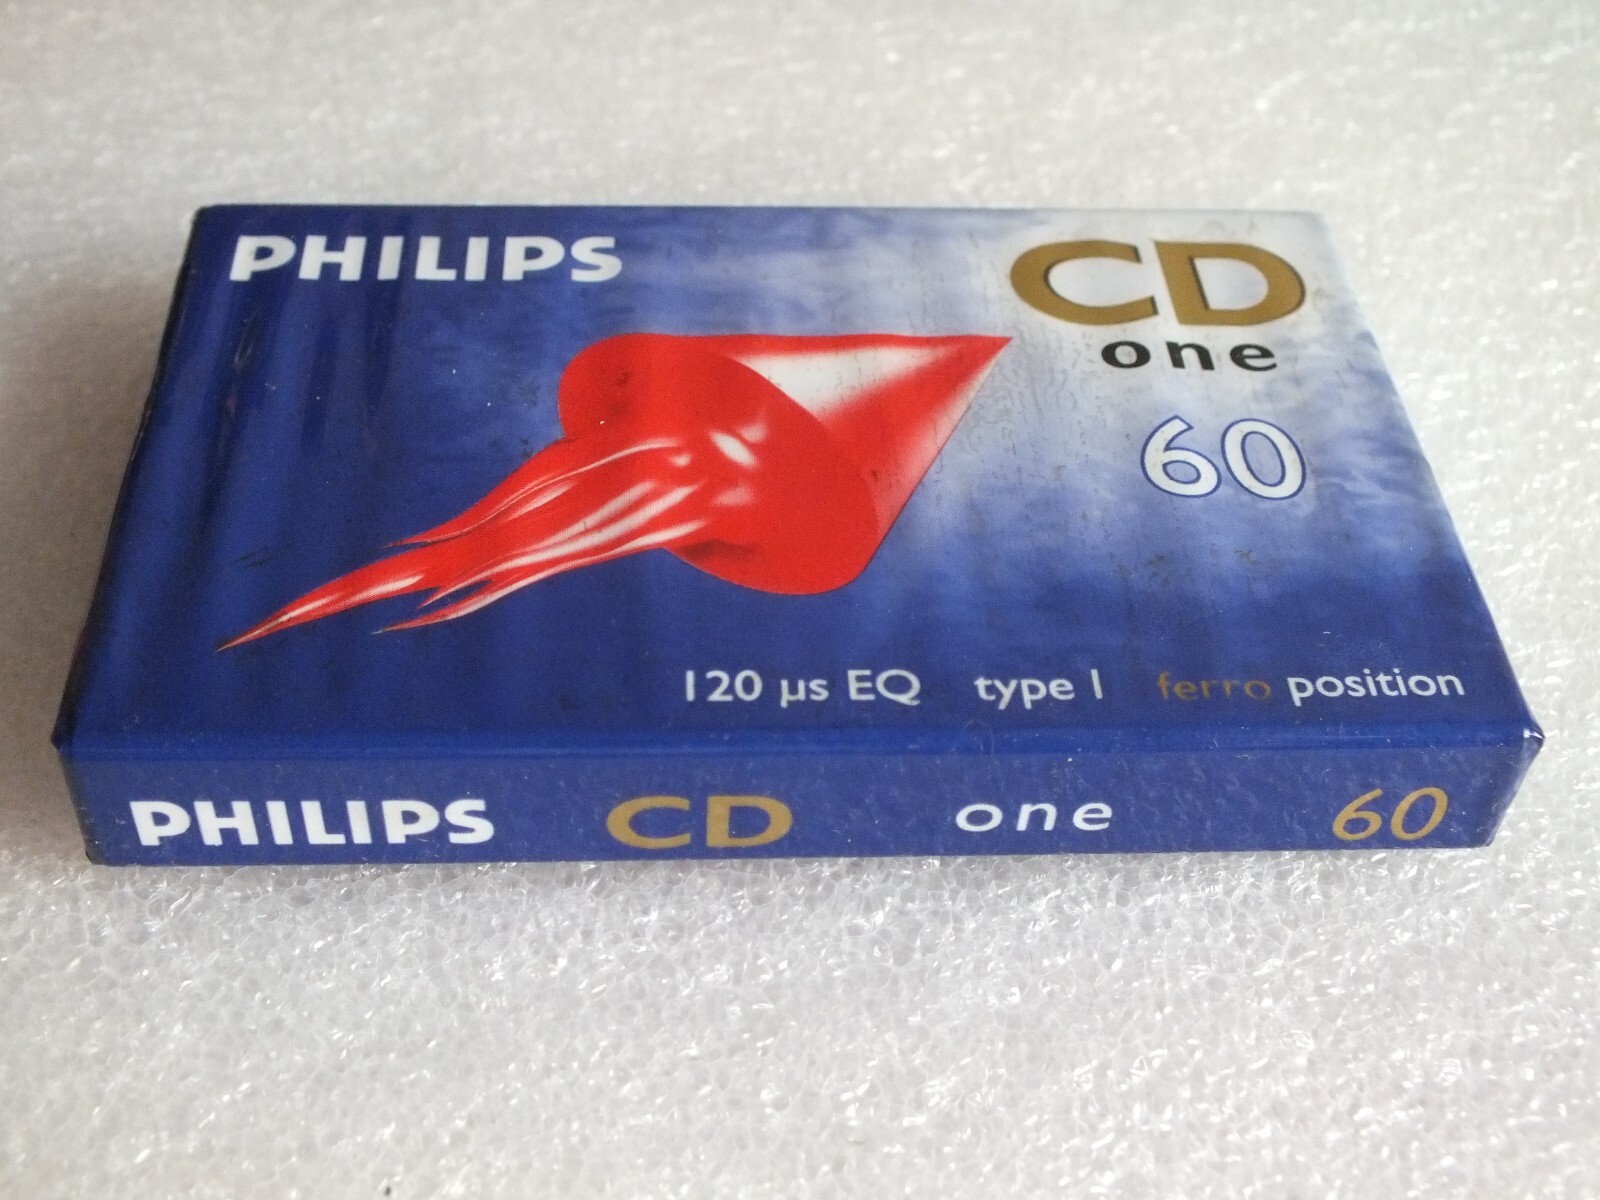 PHILIPS
CD
one
60
120 µs EQ type I ferro position
PHILIPS CD one 60